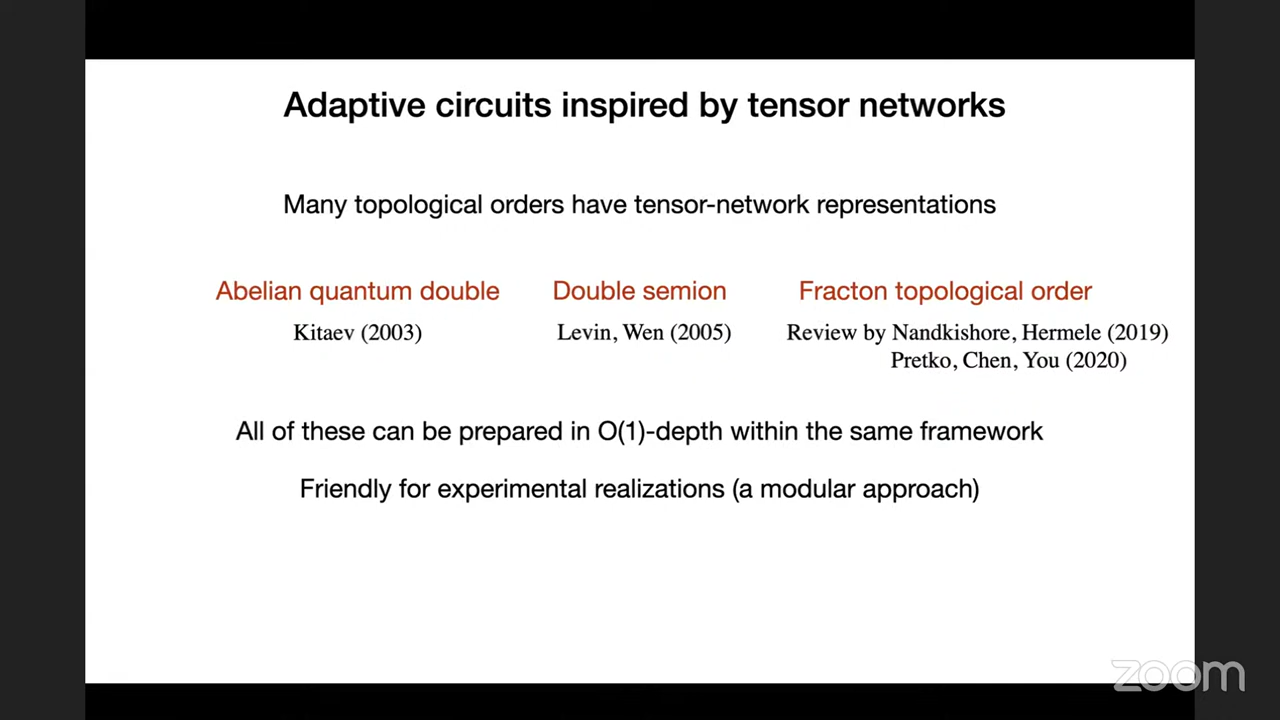 Adaptive circuits inspired by tensor networks
Many topological orders have tensor-network representations
Abelian quantum double
Kitaev (2003)
Double semion
Levin, Wen (2005)
Fracton topological order
Review by Nandkishore, Hermele (2019)
Pretko, Chen, You (2020)
All of these can be prepared in O(1)-depth within the same framework
Friendly for experimental realizations (a modular approach)
zoom